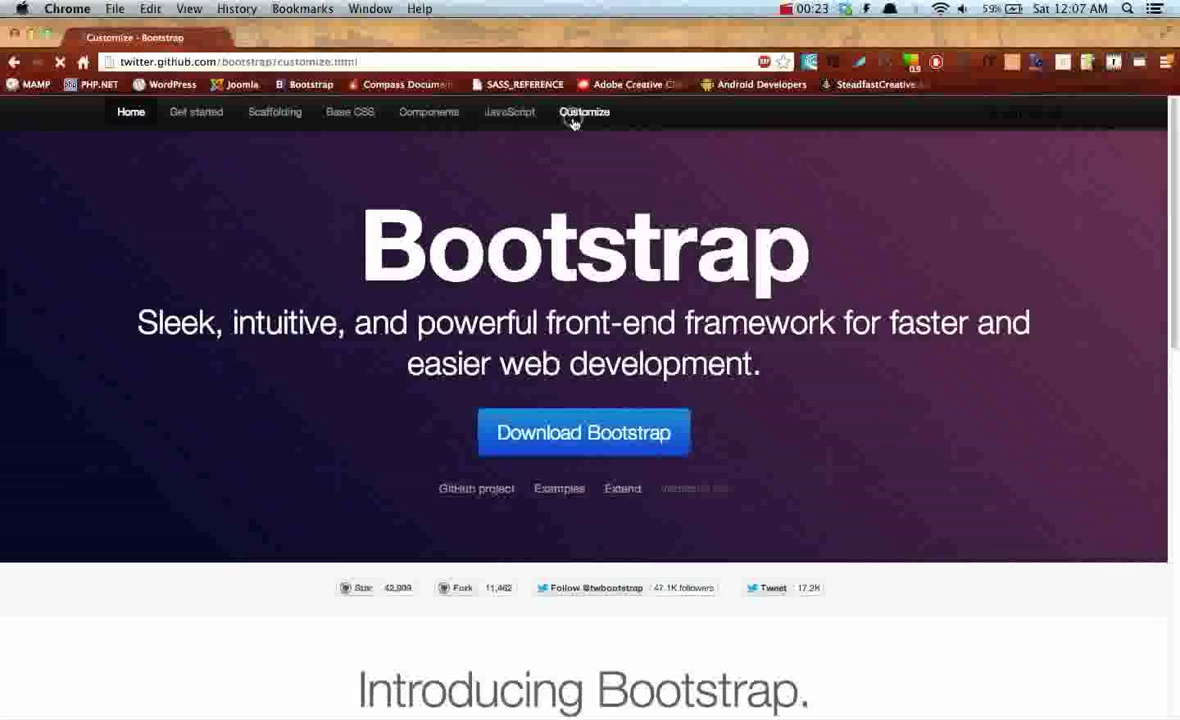 Chrome File Edit View History Bookmarks Window Help 00:23 59% Sat 12:07 AM
Customize - Bootstrap
twitter.github.com/bootstrap/customize.html
MAMP PHP.NET WordPress Joomla Bootstrap Compass Docum SASS_REFERENCE Adobe Creative Cl Android Developers SteadfastCreative
Home Get started Scaffolding Base CSS Components JavaScript Customize
Bootstrap
Sleek, intuitive, and powerful front-end framework for faster and
easier web development.
Download Bootstrap
GitHub project Examples Extend
Star 42,909 Fork 11,462 Follow @twbootstrap 47.1K followers Tweet 17.2K
Introducing Bootstrap.